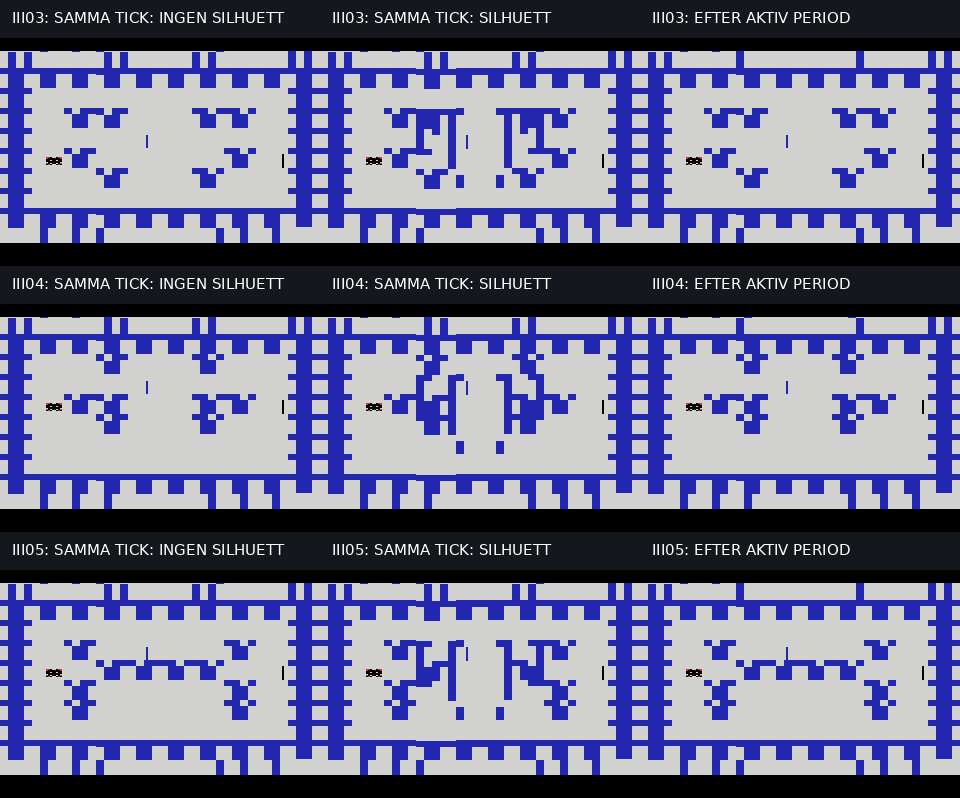 III03: SAMMA TICK: INGEN SILHUETT
III03: SAMMA TICK: SILHUETT
III03: EFTER AKTIV PERIOD
III04: SAMMA TICK: INGEN SILHUETT
III04: SAMMA TICK: SILHUETT
III04: EFTER AKTIV PERIOD
III05: SAMMA TICK: INGEN SILHUETT
III05: SAMMA TICK: SILHUETT
III05: EFTER AKTIV PERIOD